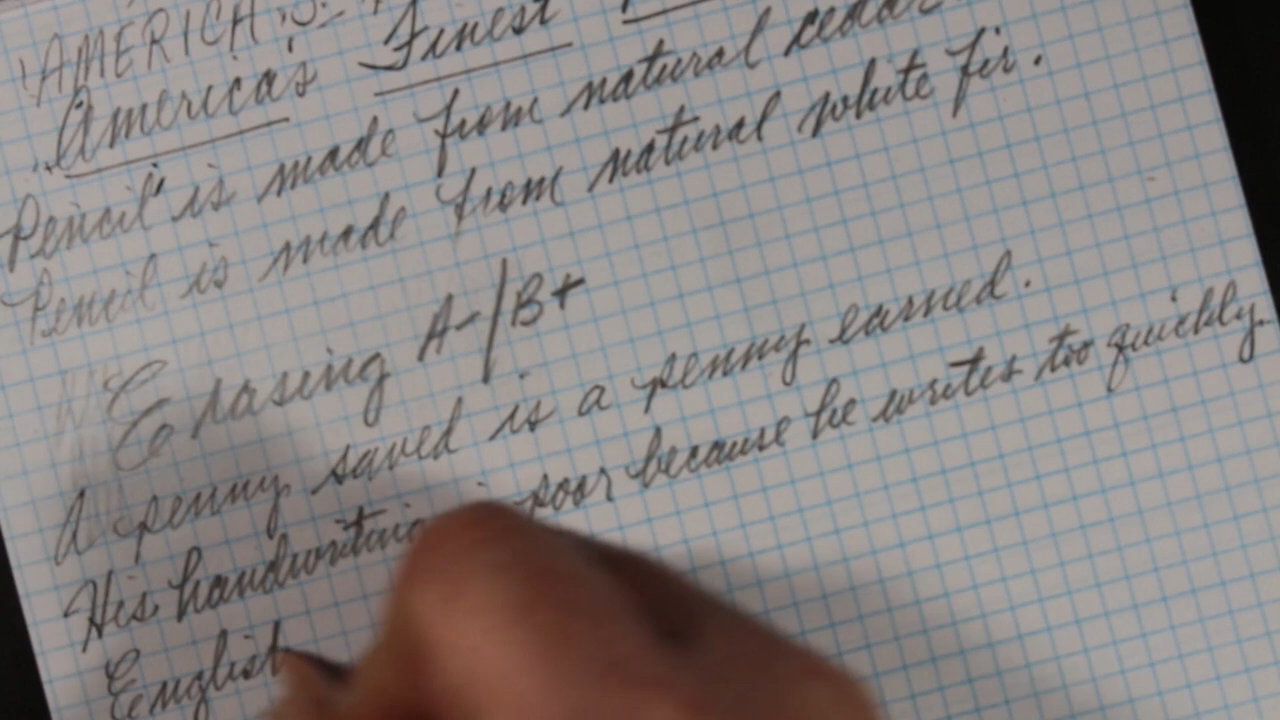 AMERICA'S
America's Finest
Pencil is made from natural cedar.
Pencil is made from natural white fir.
Erasing A-/B+
A penny saved is a penny earned.
His handwriting is poor because he writes too quickly.
English